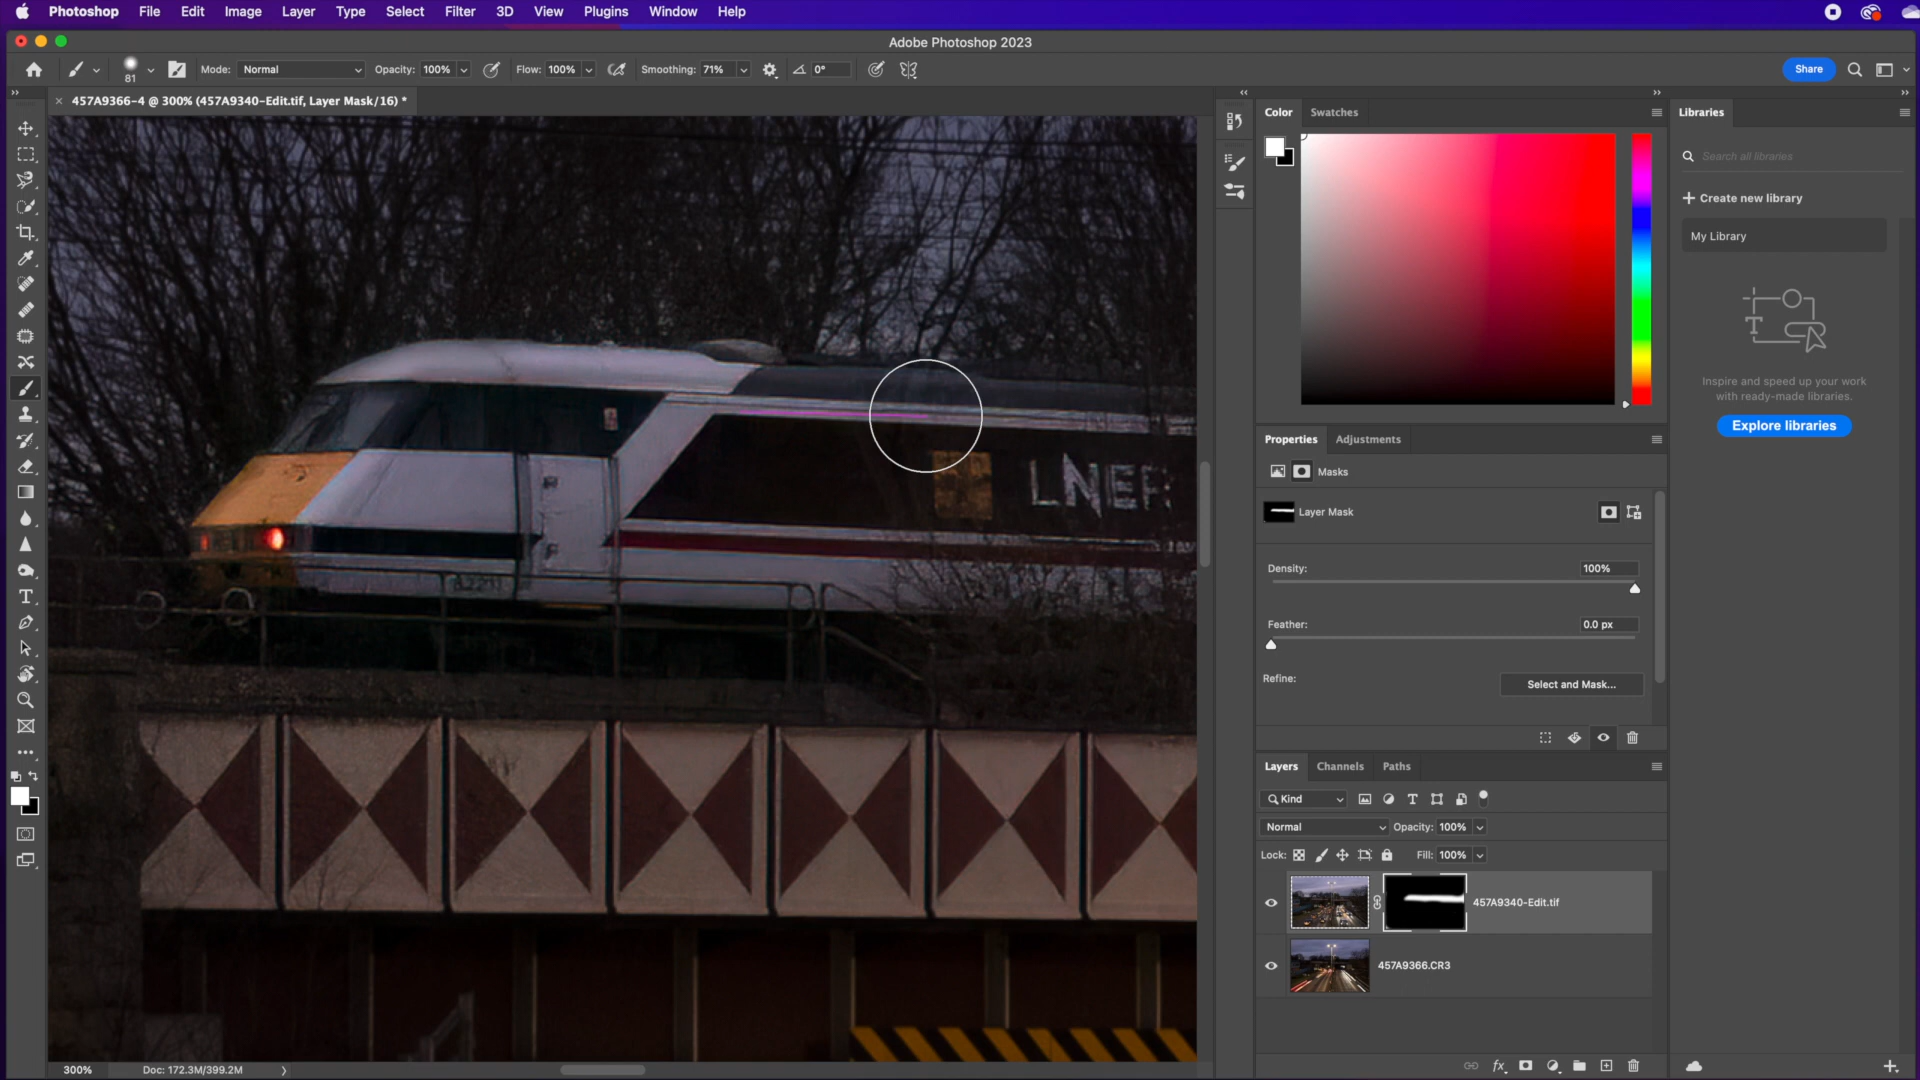 Photoshop File Edit Image Layer Type Select Filter 3D View Plugins Window Help
Adobe Photoshop 2023
81 Mode: Normal Opacity: 100% Flow: 100% Smoothing: 71% 0° Share
457A9366-4 @ 300% (457A9340-Edit.tif, Layer Mask/16) *
Color Swatches
Libraries
Search all libraries
Create new library
My Library
Inspire and speed up your work
with ready-made libraries.
Explore libraries
Properties Adjustments
Masks
Layer Mask
Density: 100%
Feather: 0.0 px
Refine: Select and Mask...
Layers Channels Paths
Kind
Normal Opacity: 100%
Lock: Fill: 100%
457A9340-Edit.tif
457A9366.CR3
LNER
300% Doc: 172.3M/399.2M